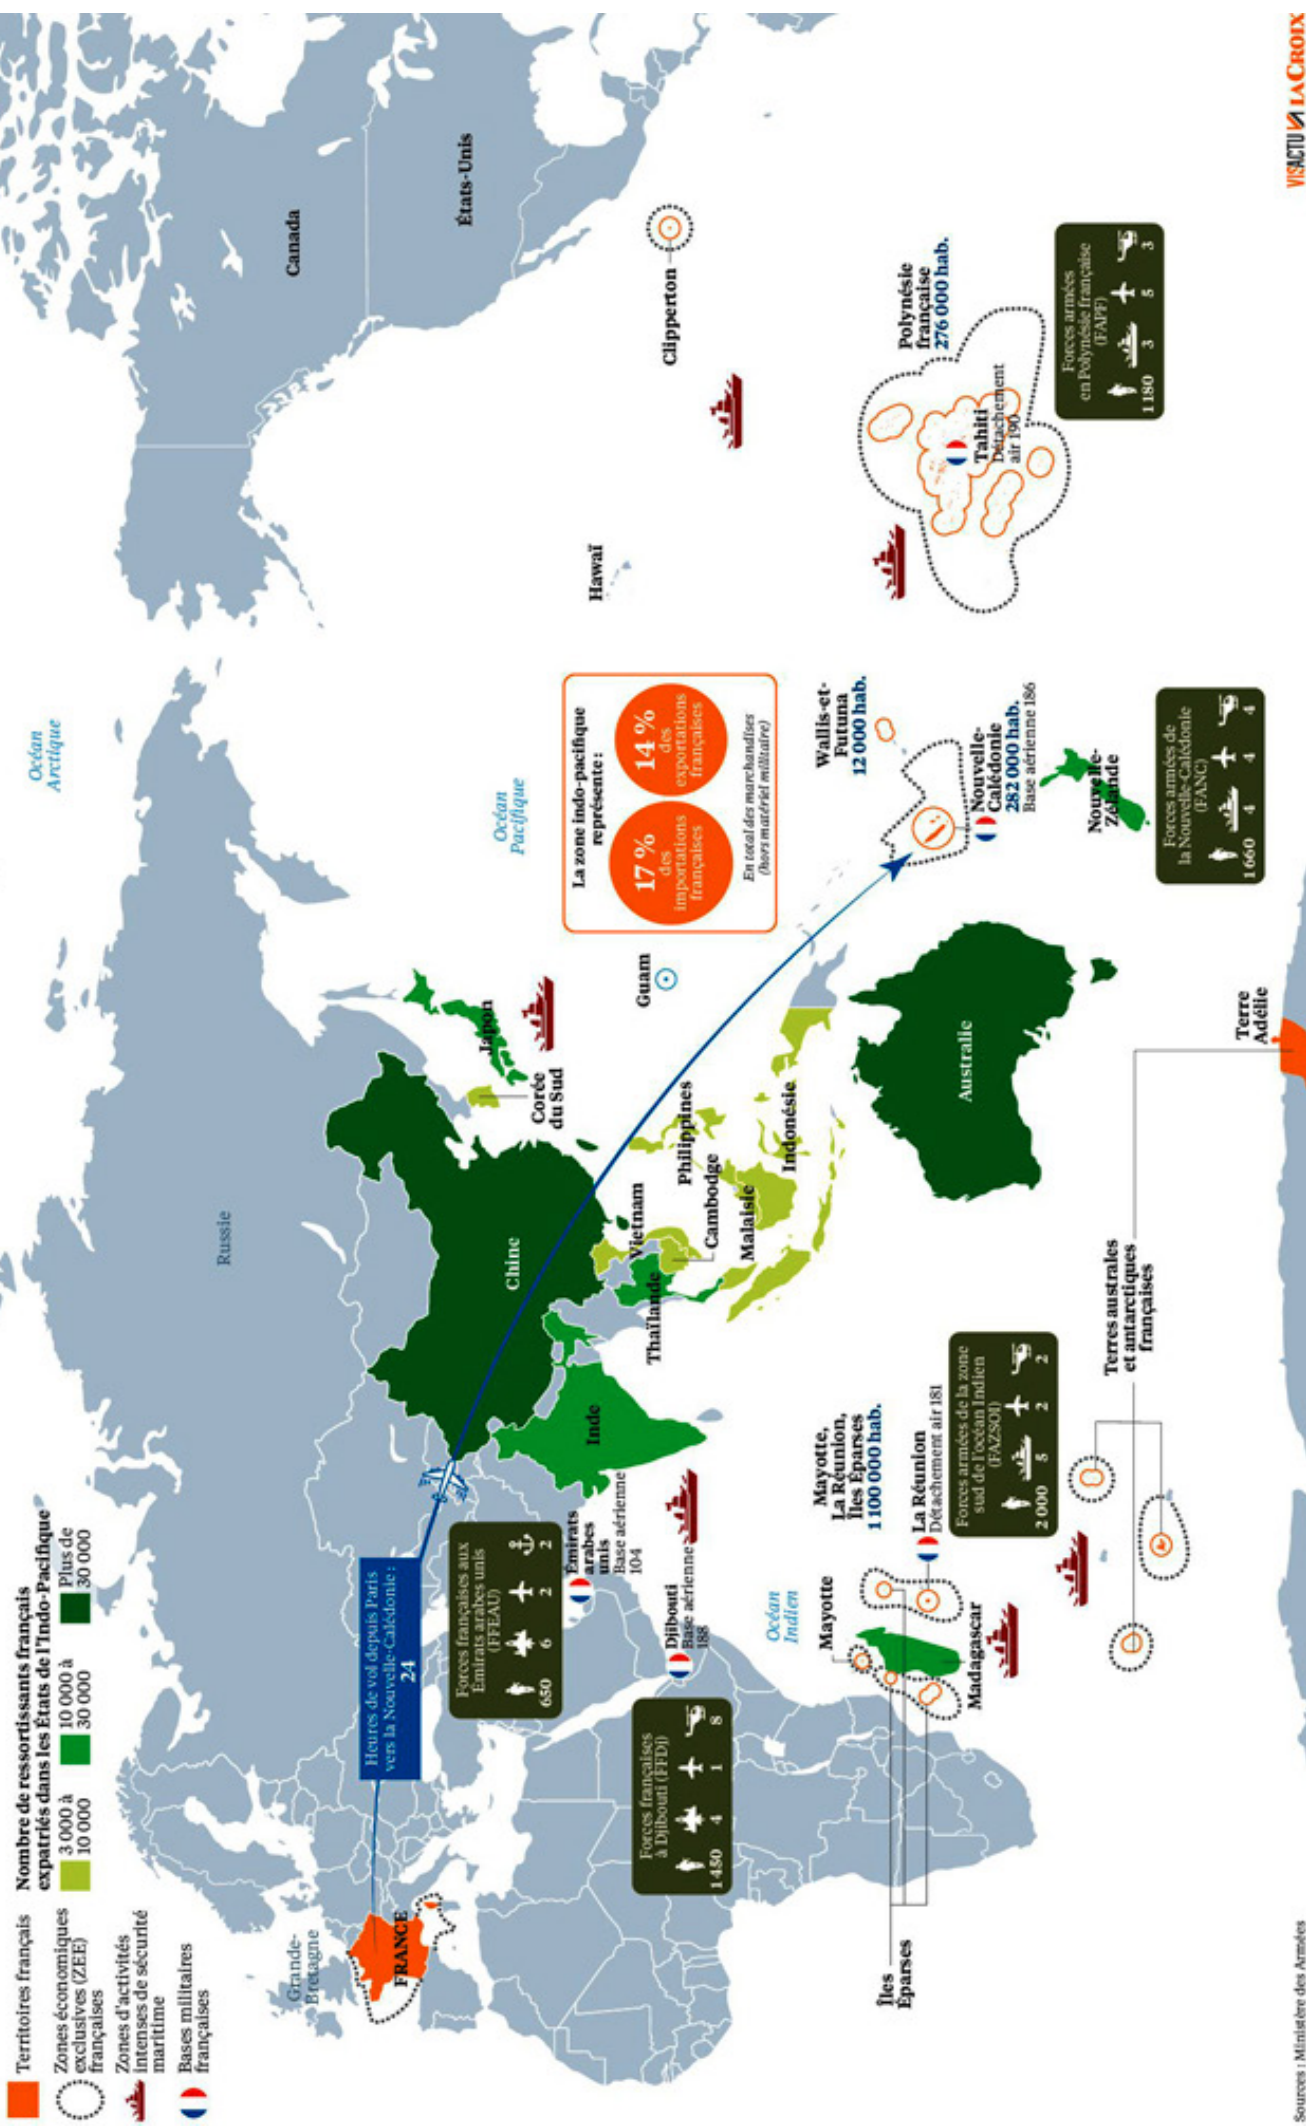 Territoires français
Zones économiques
exclusives (ZEE)
françaises
Zones d'activités
intenses de sécurité
maritime
Bases militaires
françaises
Nombre de ressortissants français
expatriés dans les États de l'Indo-Pacifique
3 000 à
10 000
10 000 à
30 000
Plus de
30 000
Océan
Arctique
Grande-
Bretagne
FRANCE
Russie
Canada
États-Unis
Heures de vol depuis Paris
vers la Nouvelle-Calédonie :
24
Chine
Japon
Corée
du Sud
Océan
Pacifique
Hawaï
Clipperton
Guam
La zone indo-pacifique
représente :
17 %
des
importations
françaises
14 %
des
exportations
françaises
En total des marchandises
(hors matériel militaire)
Forces françaises aux
Emirats arabes unis
(FFEAU)
650 6 2 2
Émirats
arabes
unis
Base aérienne
104
Inde
Thaïlande
Vietnam
Cambodge
Philippines
Malaisie
Indonésie
Forces françaises
à Djibouti (FFDJ)
1 450 4 1 8
Djibouti
Base aérienne
188
Océan
Indien
Mayotte
Mayotte,
La Réunion,
Îles Éparses
1 100 000 hab.
La Réunion
Détachement air 181
Madagascar
Îles
Éparses
Forces armées de la zone
sud de l'océan Indien
(FAZSOI)
2 000 5 2 2
Australie
Wallis-et-
Futuna
12 000 hab.
Nouvelle-
Calédonie
282 000 hab.
Base aérienne 186
Nouvelle-
Zélande
Forces armées de
la Nouvelle-Calédonie
(FANC)
1 660 4 4 4
Polynésie
française
276 000 hab.
Tahiti
Détachement
air 190
Forces armées
en Polynésie française
(FAPF)
1 180 3 5 3
Terres australes
et antarctiques
françaises
Terre
Adélie
Sources : Ministère des Armées
VISACTU LA CROIX